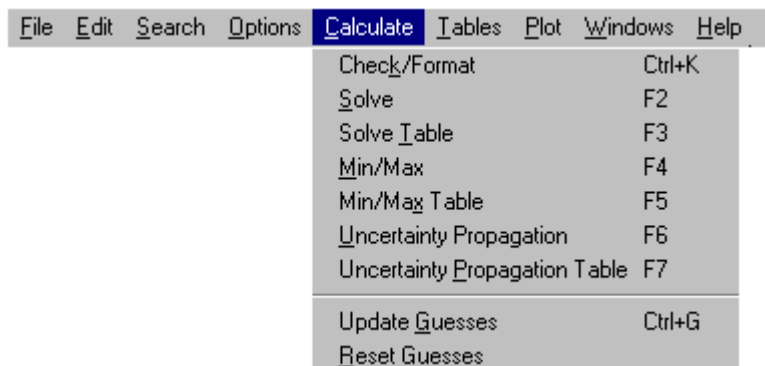 File Edit Search Options Calculate Tables Plot Windows Help
Check/Format Ctrl+K
Solve F2
Solve Table F3
Min/Max F4
Min/Max Table F5
Uncertainty Propagation F6
Uncertainty Propagation Table F7
Update Guesses Ctrl+G
Reset Guesses